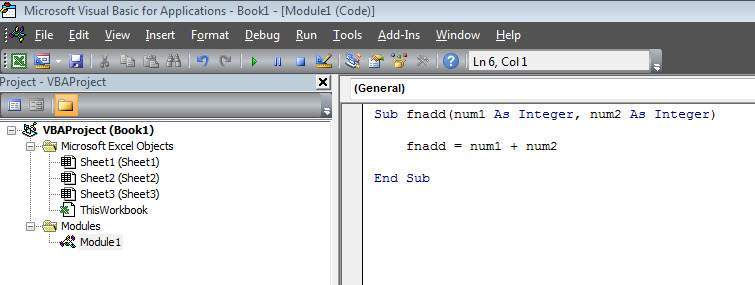 Microsoft Visual Basic for Applications - Book1 - [Module1 (Code)]
File Edit View Insert Format Debug Run Tools Add-Ins Window Help
Ln 6, Col 1
Project - VBAProject
VBAProject (Book1)
Microsoft Excel Objects
Sheet1 (Sheet1)
Sheet2 (Sheet2)
Sheet3 (Sheet3)
ThisWorkbook
Modules
Module1
(General)
Sub fnadd(num1 As Integer, num2 As Integer)
fnadd = num1 + num2
End Sub